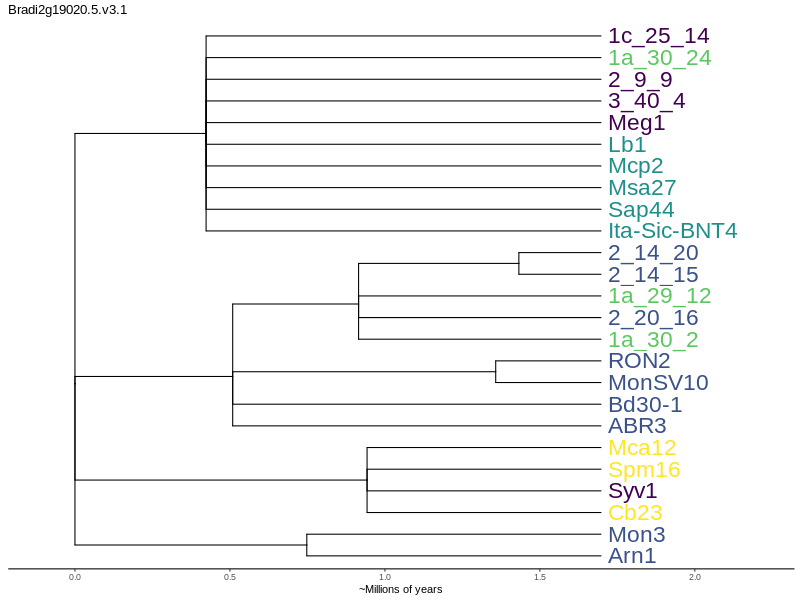 Bradi2g19020.5.v3.1
1c_25_14
1a_30_24
2_9_9
3_40_4
Meg1
Lb1
Mcp2
Msa27
Sap44
Ita-Sic-BNT4
2_14_20
2_14_15
1a_29_12
2_20_16
1a_30_2
RON2
MonSV10
Bd30-1
ABR3
Mca12
Spm16
Syv1
Cb23
Mon3
Arn1
0.0 0.5 1.0 1.5 2.0
~Millions of years